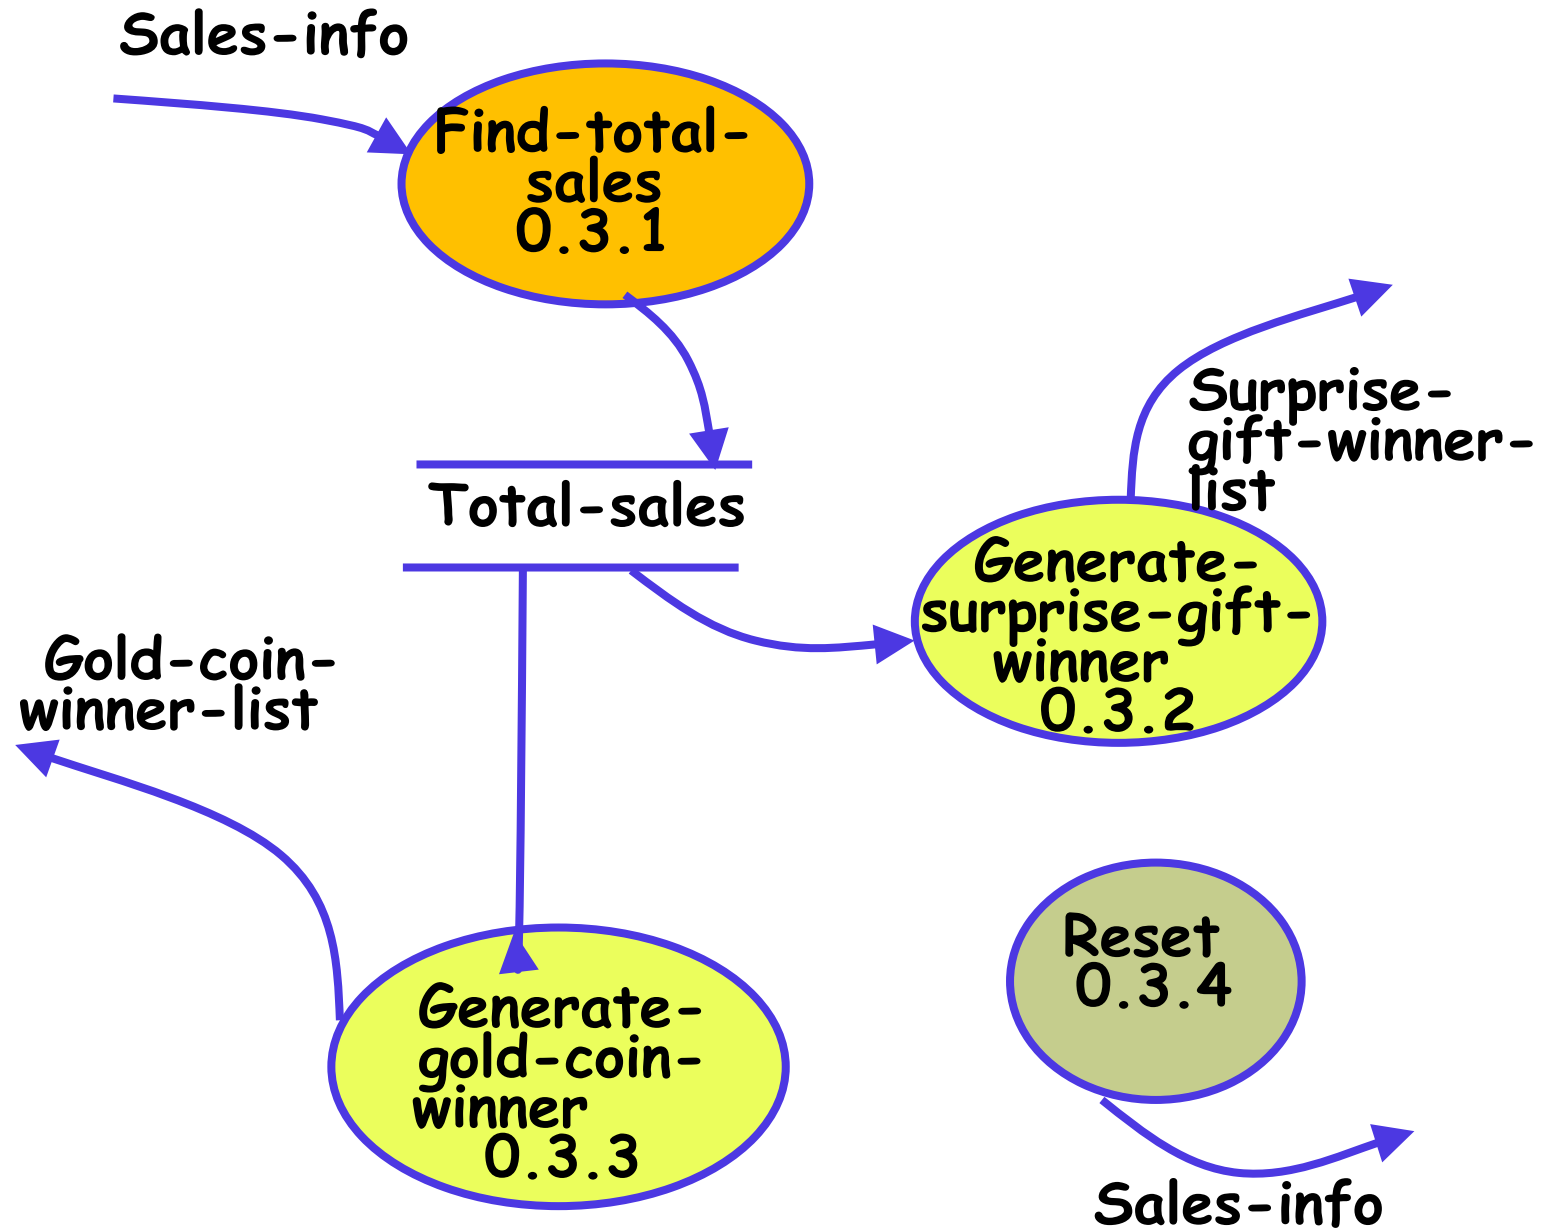 Sales-info
Find-total-
sales
0.3.1
Surprise-
gift-winner-
list
Total-sales
Generate-
surprise-gift-
winner
0.3.2
Gold-coin-
winner-list
Reset
0.3.4
Generate-
gold-coin-
winner
0.3.3
Sales-info